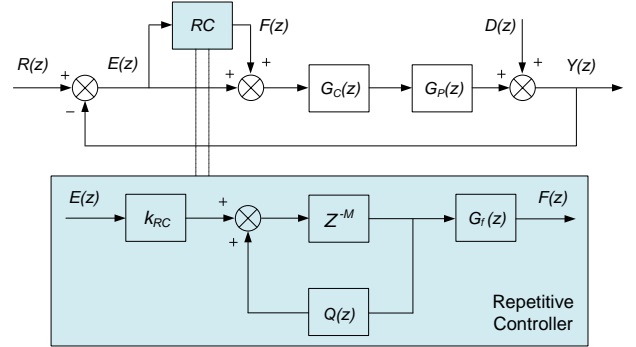 RC
F(z)
D(z)
R(z)
+
E(z)
+
+
G_C(z)
G_P(z)
+
+
Y(z)
−
E(z)
k_RC
+
+
Z^-M
G_f(z)
F(z)
Q(z)
Repetitive
Controller